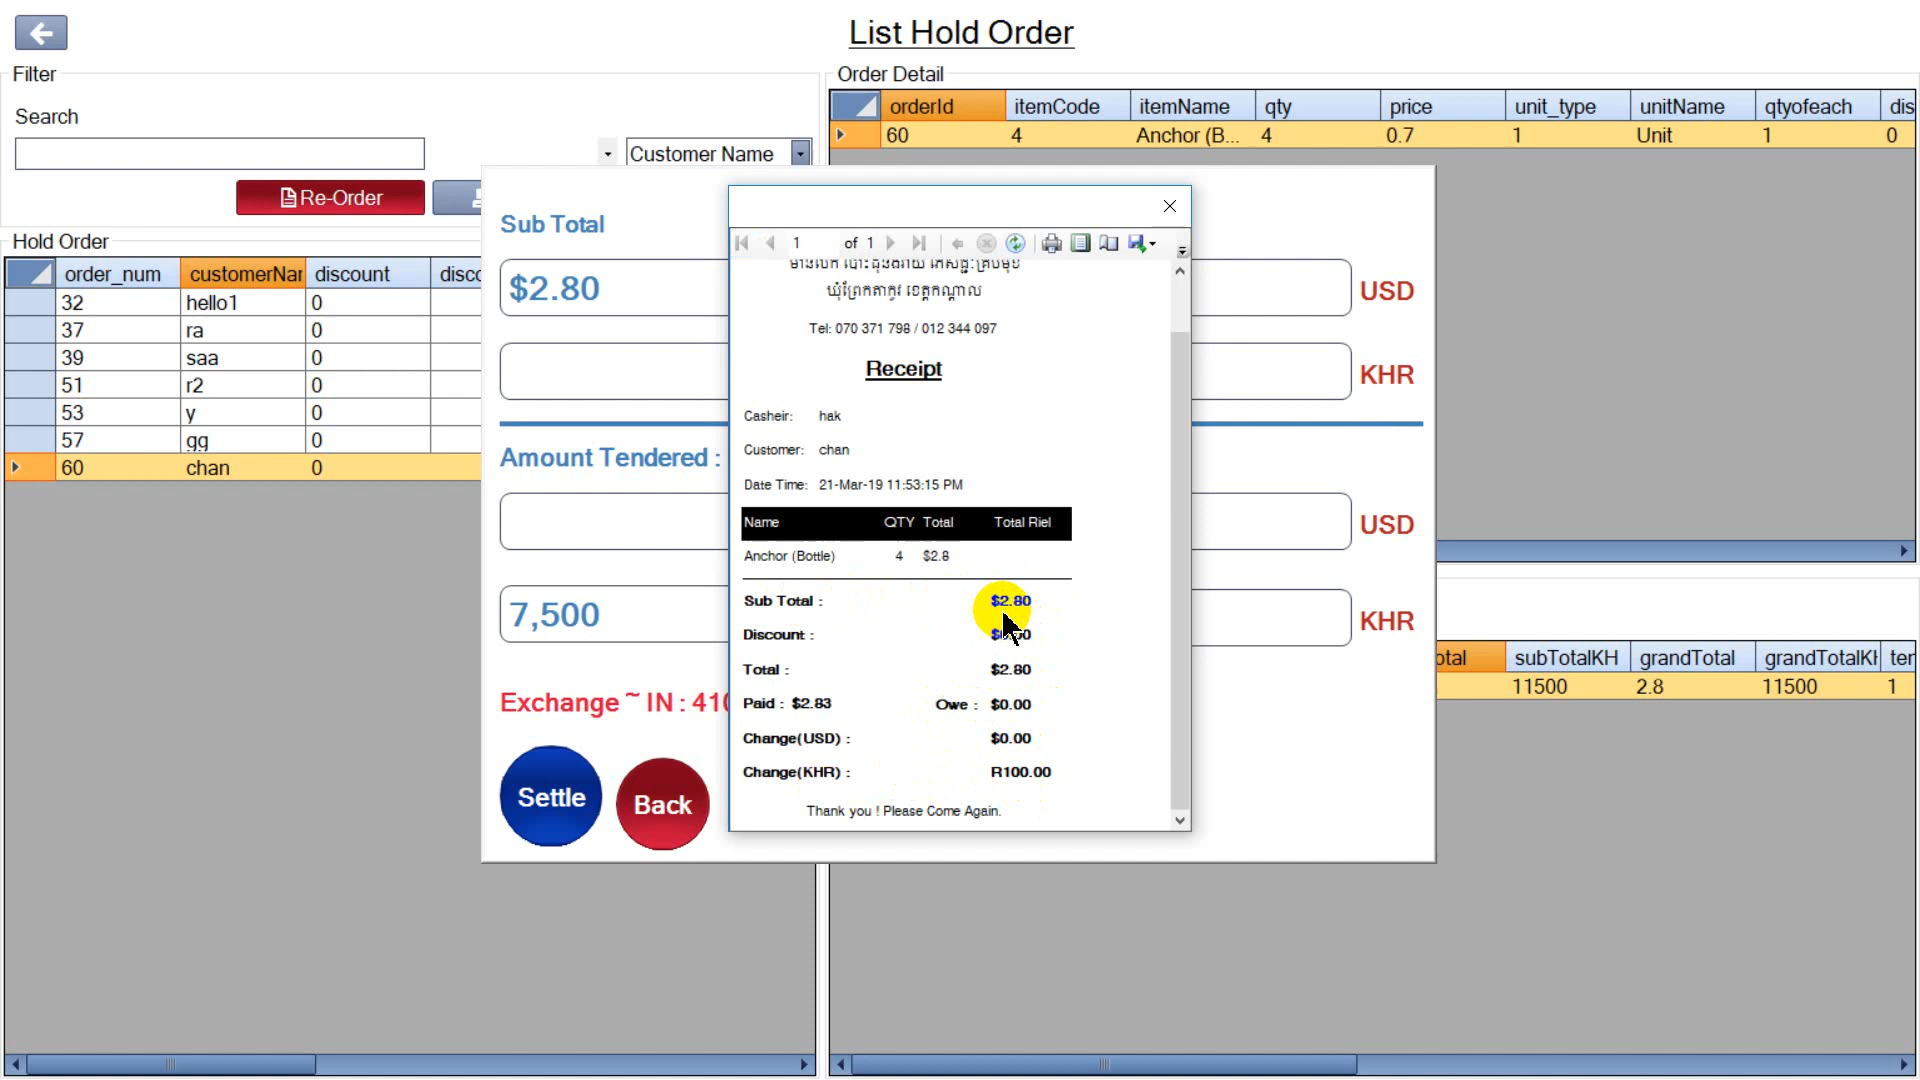 List Hold Order
Filter
Search
Customer Name
Re-Order
Hold Order
order_num customerNar discount disco
32 hello1 0
37 ra 0
39 saa 0
51 r2 0
53 y 0
57 gg 0
60 chan 0
Order Detail
orderId itemCode itemName qty price unit_type unitName qtyofeach dis
60 4 Anchor (B... 4 0.7 1 Unit 1 0
Sub Total
$2.80 USD
KHR
Amount Tendered :
USD
7,500 KHR
Exchange ~ IN : 410
Settle Back
1 of 1
ឃុំព្រែកតាកូវ ខេត្តកណ្តាល
Tel: 070 371 798 / 012 344 097
Receipt
Casheir: hak
Customer: chan
Date Time: 21-Mar-19 11:53:15 PM
Name QTY Total Total Riel
Anchor (Bottle) 4 $2.8
Sub Total : $2.80
Discount :
Total : $2.80
Paid : $2.83 Owe : $0.00
Change(USD) : $0.00
Change(KHR) : R100.00
Thank you ! Please Come Again.
otal subTotalKH grandTotal grandTotalKH ter
11500 2.8 11500 1